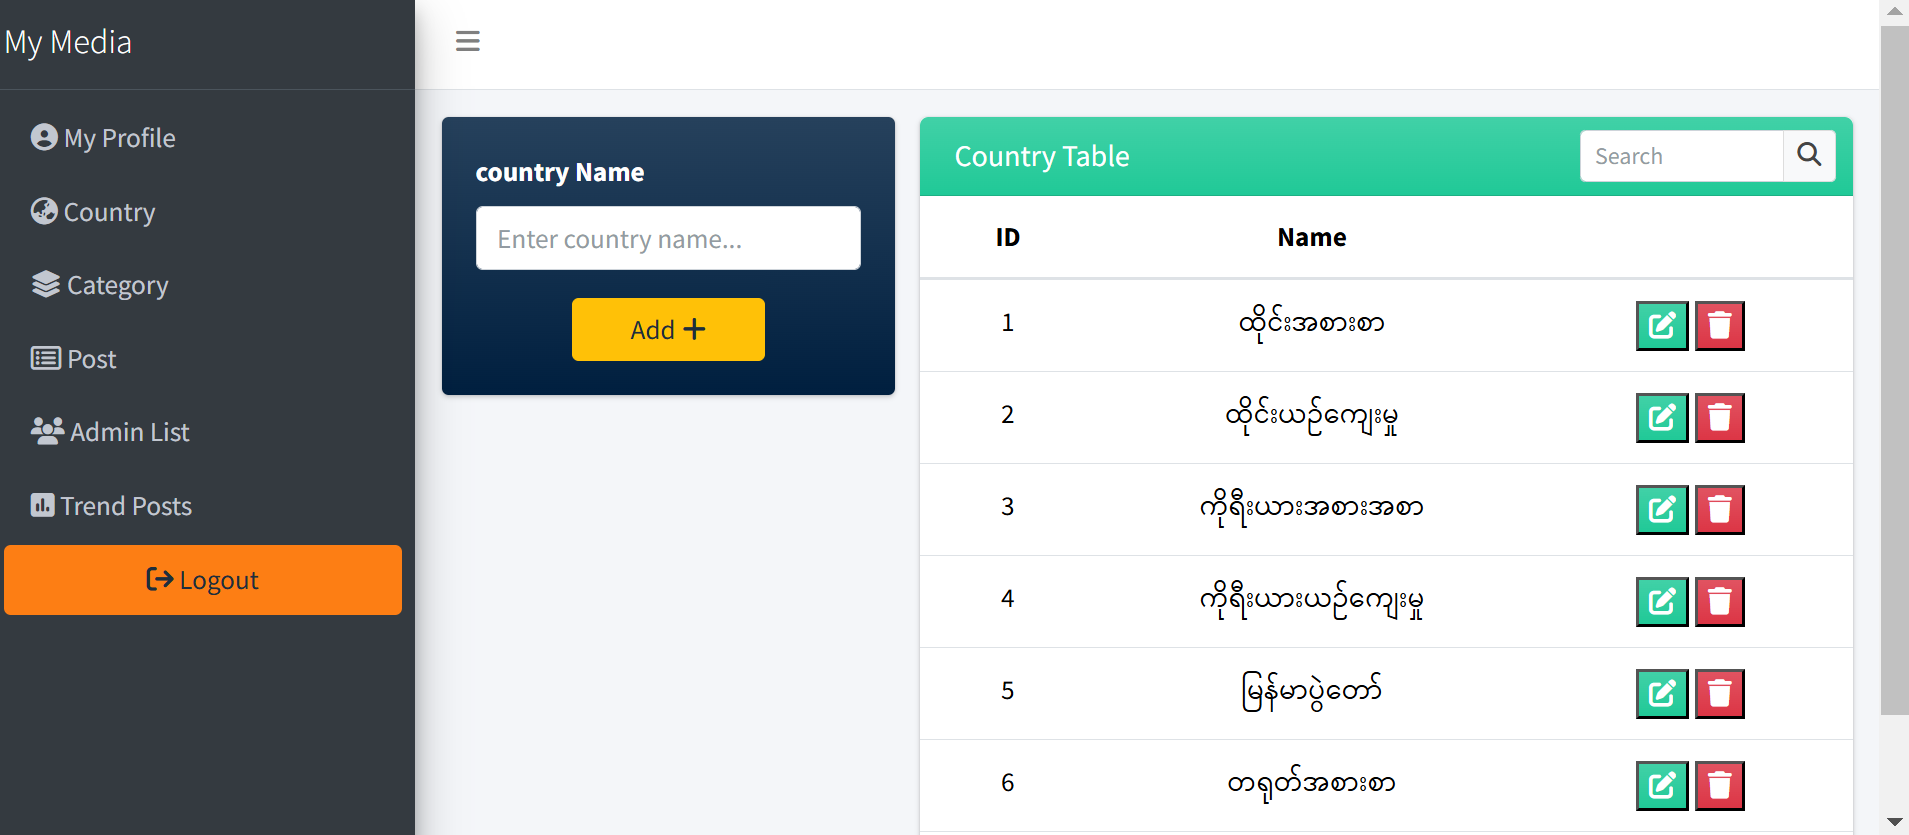 My Media
My Profile
Country
Category
Post
Admin List
Trend Posts
Logout
country Name
Enter country name...
Add
Country Table
Search
ID Name
1 ထိုင်းအစားစာ
2 ထိုင်းယဉ်ကျေးမှု
3 ကိုရီးယားအစားအစာ
4 ကိုရီးယားယဉ်ကျေးမှု
5 မြန်မာပွဲတော်
6 တရုတ်အစားစာ